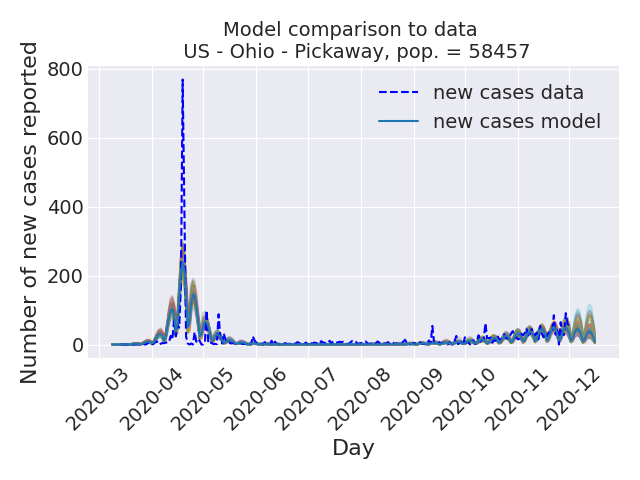 Model comparison to data
US - Ohio - Pickaway, pop. = 58457
Number of new cases reported
800
600
400
200
0
new cases data
new cases model
2020-03
2020-04
2020-05
2020-06
2020-07
2020-08
2020-09
2020-10
2020-11
2020-12
Day